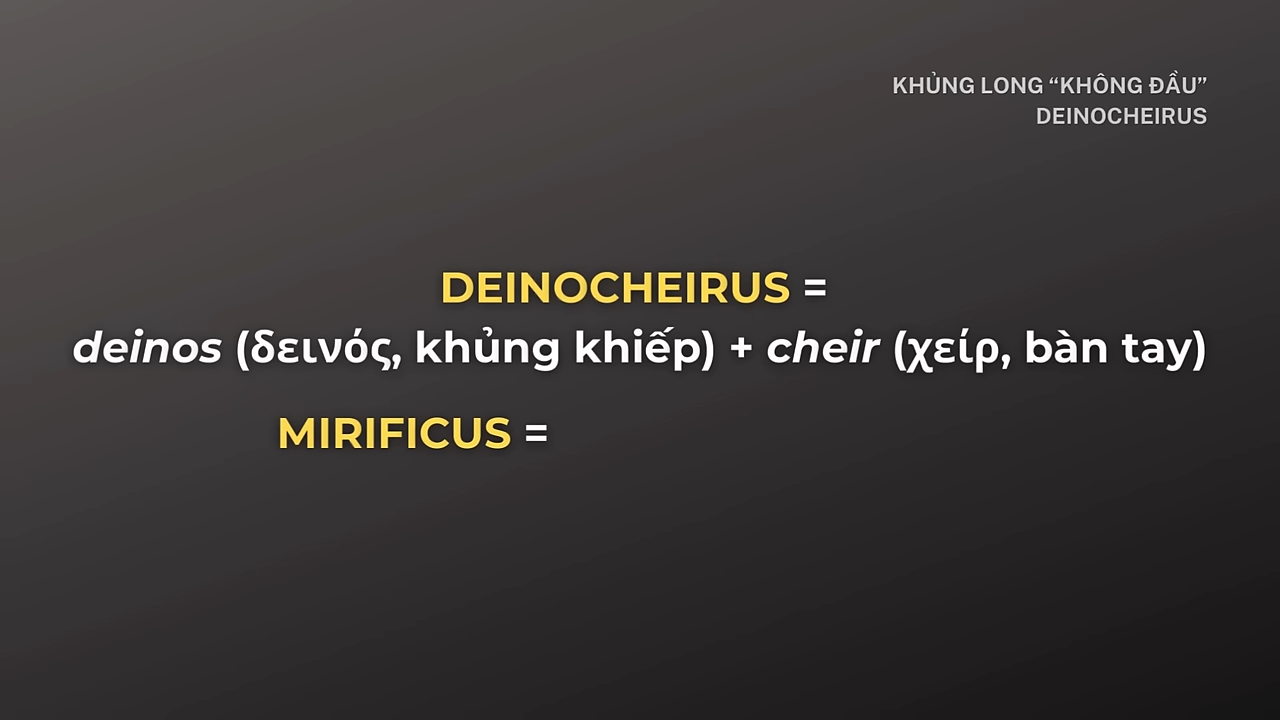 KHỦNG LONG “KHÔNG ĐẦU”
DEINOCHEIRUS
DEINOCHEIRUS =
deinos (δεινός, khủng khiếp) + cheir (χείρ, bàn tay)
MIRIFICUS =